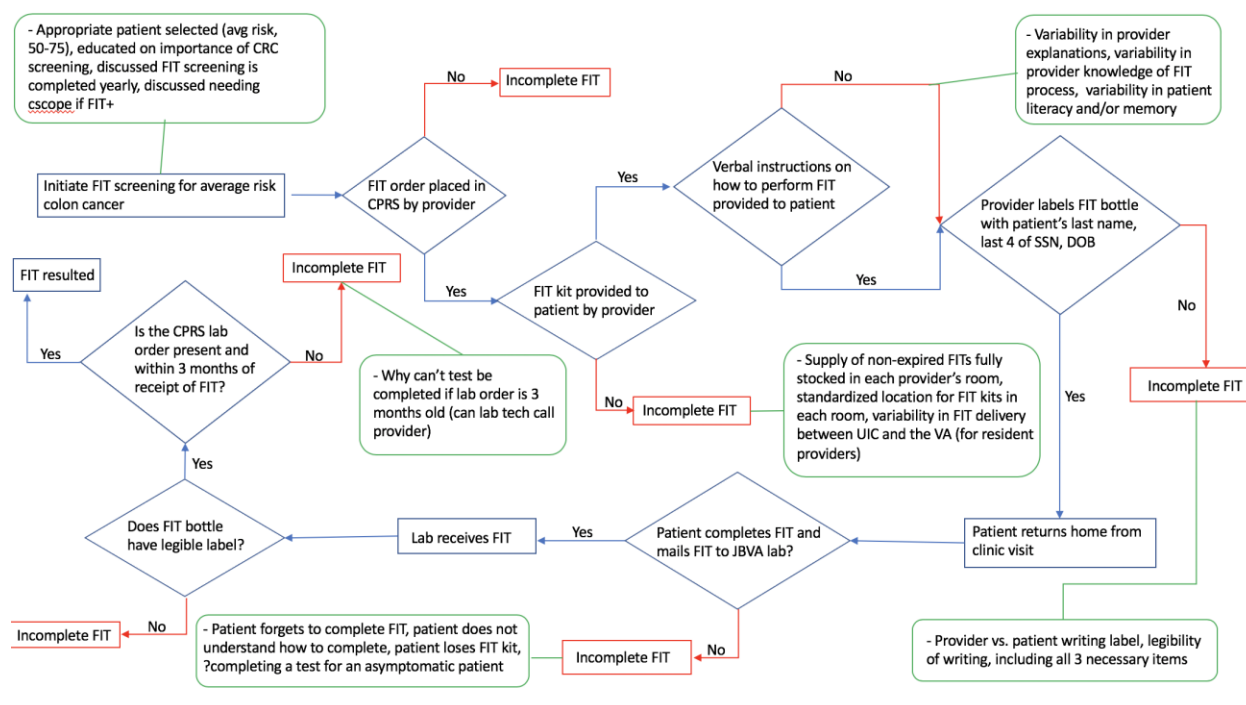 - Appropriate patient selected (avg risk,
50-75), educated on importance of CRC
screening, discussed FIT screening is
completed yearly, discussed needing
cscope if FIT+
Initiate FIT screening for average risk
colon cancer
No
Incomplete FIT
FIT order placed in
CPRS by provider
Yes
FIT kit provided to
patient by provider
Yes
No
Incomplete FIT
- Supply of non-expired FITs fully
stocked in each provider's room,
standardized location for FIT kits in
each room, variability in FIT delivery
between UIC and the VA (for resident
providers)
Verbal instructions on
how to perform FIT
provided to patient
No
Yes
- Variability in provider
explanations, variability in
provider knowledge of FIT
process, variability in patient
literacy and/or memory
Provider labels FIT bottle
with patient's last name,
last 4 of SSN, DOB
No
Incomplete FIT
- Provider vs. patient writing label, legibility
of writing, including all 3 necessary items
Yes
Patient returns home from
clinic visit
Patient completes FIT and
mails FIT to JBVA lab?
No
Incomplete FIT
- Patient forgets to complete FIT, patient does not
understand how to complete, patient loses FIT kit,
?completing a test for an asymptomatic patient
Yes
Lab receives FIT
Does FIT bottle
have legible label?
No
Incomplete FIT
Yes
Is the CPRS lab
order present and
within 3 months of
receipt of FIT?
No
Incomplete FIT
- Why can't test be
completed if lab order is 3
months old (can lab tech call
provider)
Yes
FIT resulted